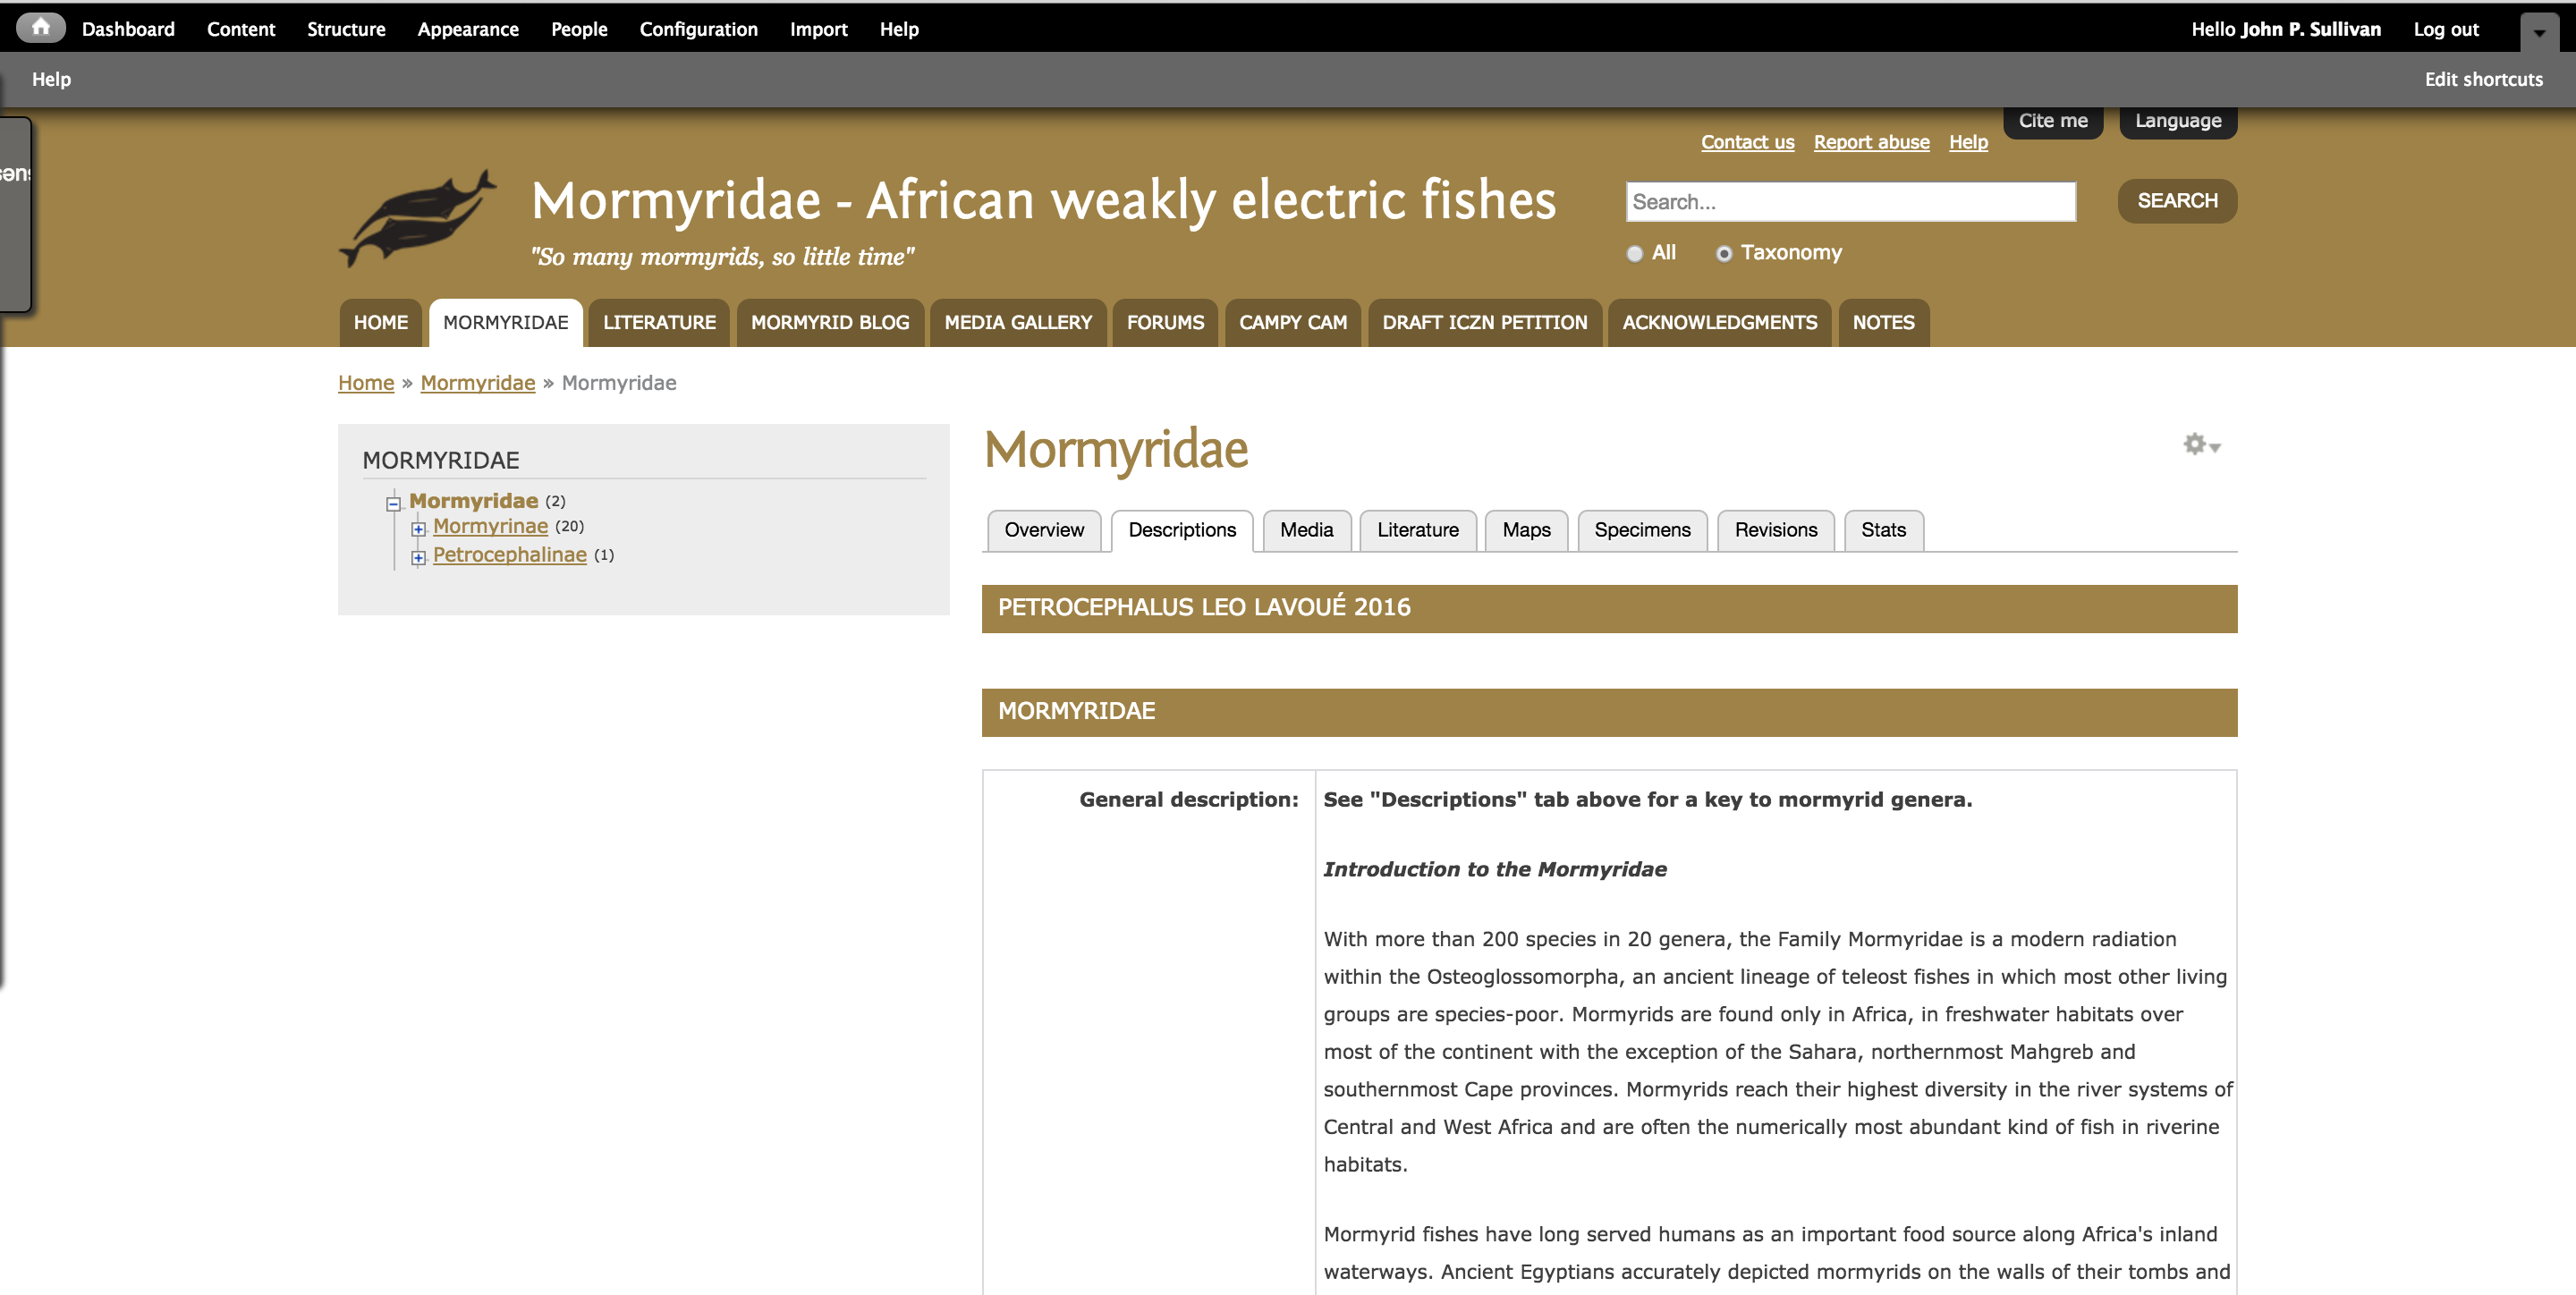 Dashboard Content Structure Appearance People Configuration Import Help Hello John P. Sullivan Log out
Help Edit shortcuts
Cite me Language
Contact us Report abuse Help
Mormyridae - African weakly electric fishes
"So many mormyrids, so little time"
Search...
SEARCH
All Taxonomy
HOME MORMYRIDAE LITERATURE MORMYRID BLOG MEDIA GALLERY FORUMS CAMPY CAM DRAFT ICZN PETITION ACKNOWLEDGMENTS NOTES
Home » Mormyridae » Mormyridae
MORMYRIDAE
Mormyridae (2)
Mormyrinae (20)
Petrocephalinae (1)
Mormyridae
Overview Descriptions Media Literature Maps Specimens Revisions Stats
PETROCEPHALUS LEO LAVOUÉ 2016
MORMYRIDAE
General description: See "Descriptions" tab above for a key to mormyrid genera.
Introduction to the Mormyridae
With more than 200 species in 20 genera, the Family Mormyridae is a modern radiation
within the Osteoglossomorpha, an ancient lineage of teleost fishes in which most other living
groups are species-poor. Mormyrids are found only in Africa, in freshwater habitats over
most of the continent with the exception of the Sahara, northernmost Mahgreb and
southernmost Cape provinces. Mormyrids reach their highest diversity in the river systems of
Central and West Africa and are often the numerically most abundant kind of fish in riverine
habitats.
Mormyrid fishes have long served humans as an important food source along Africa's inland
waterways. Ancient Egyptians accurately depicted mormyrids on the walls of their tombs and